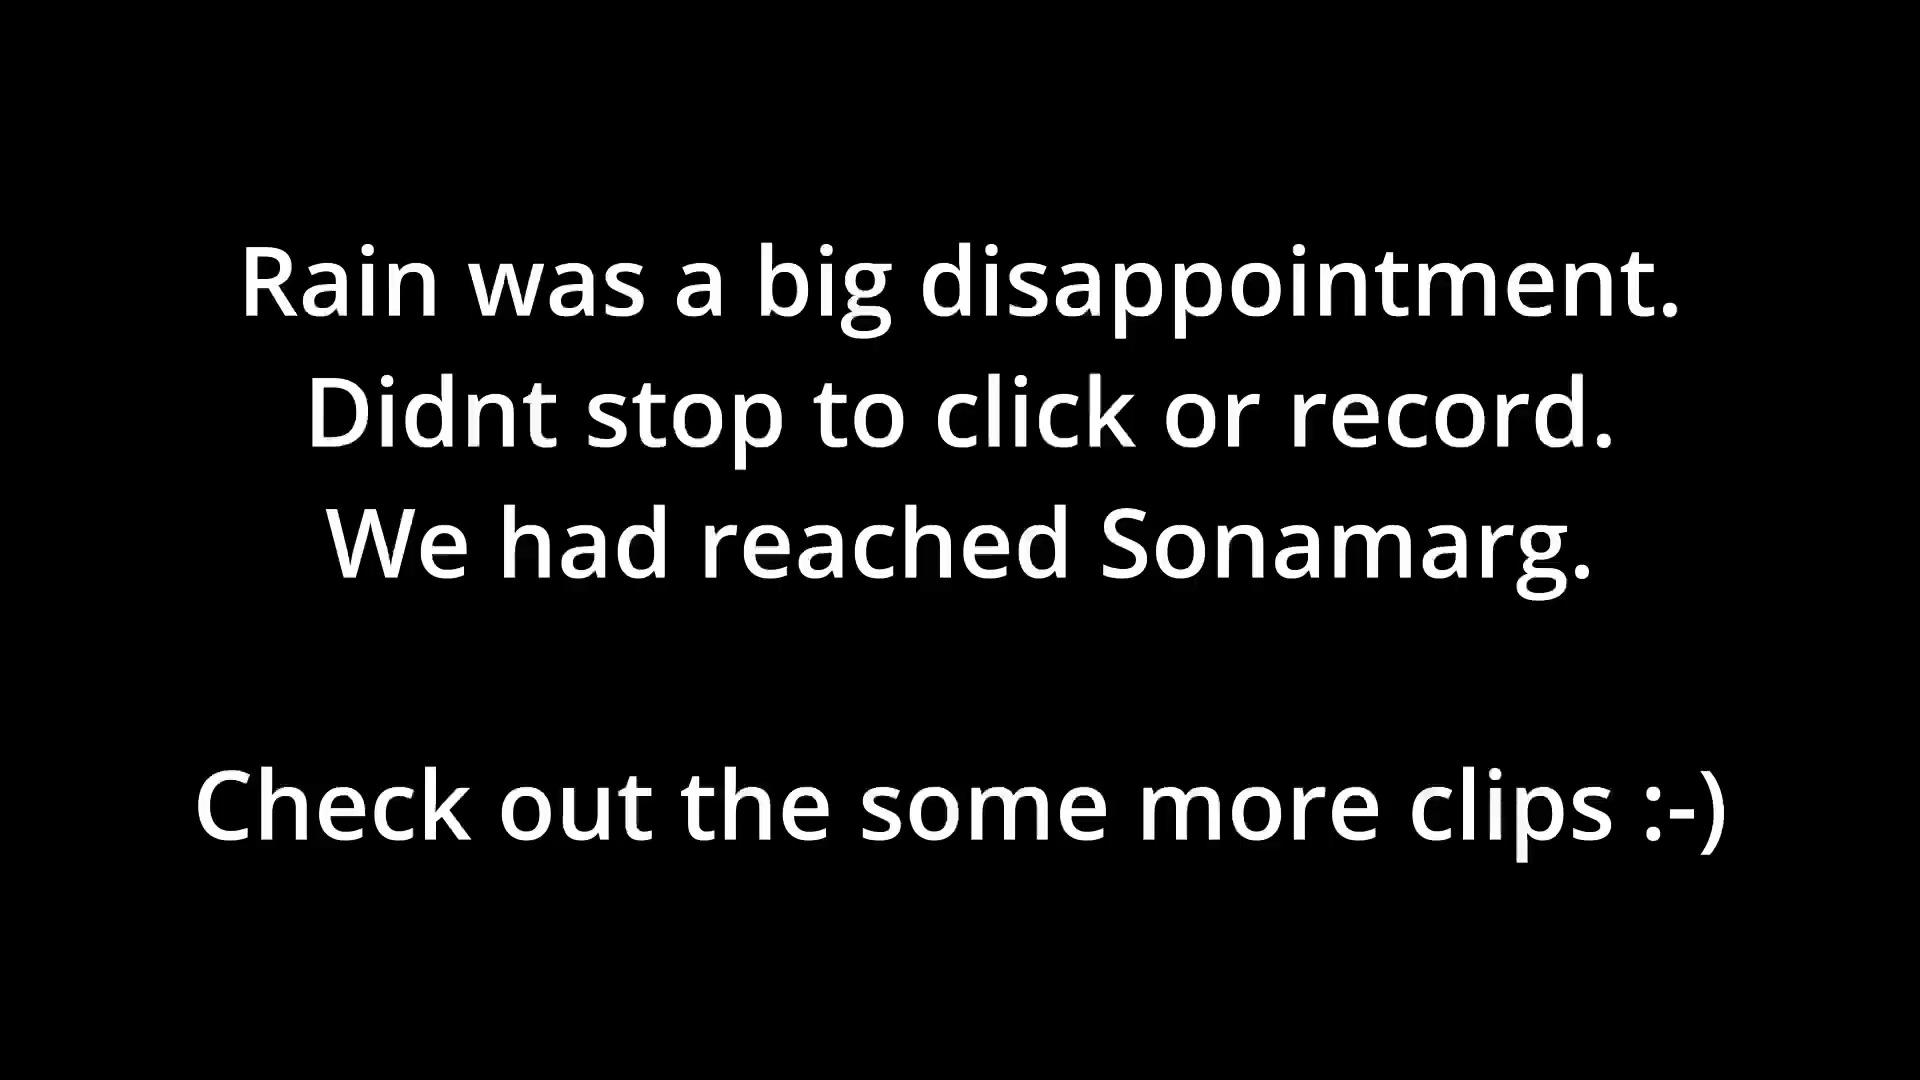 Rain was a big disappointment.
Didnt stop to click or record.
We had reached Sonamarg.
Check out the some more clips :-)